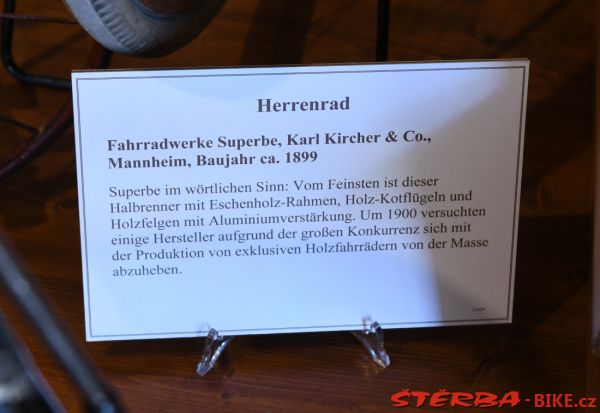 Herrenrad
Fahrradwerke Superbe, Karl Kircher & Co.,
Mannheim, Baujahr ca. 1899
Superbe im wörtlichen Sinn: Vom Feinsten ist dieser
Halbrenner mit Eschenholz-Rahmen, Holz-Kotflügeln und
Holzfelgen mit Aluminiumverstärkung. Um 1900 versuchten
einige Hersteller aufgrund der großen Konkurrenz sich mit
der Produktion von exklusiven Holzfahrrädern von der Masse
abzuheben.
ŠTĚRBA-BIKE.cz